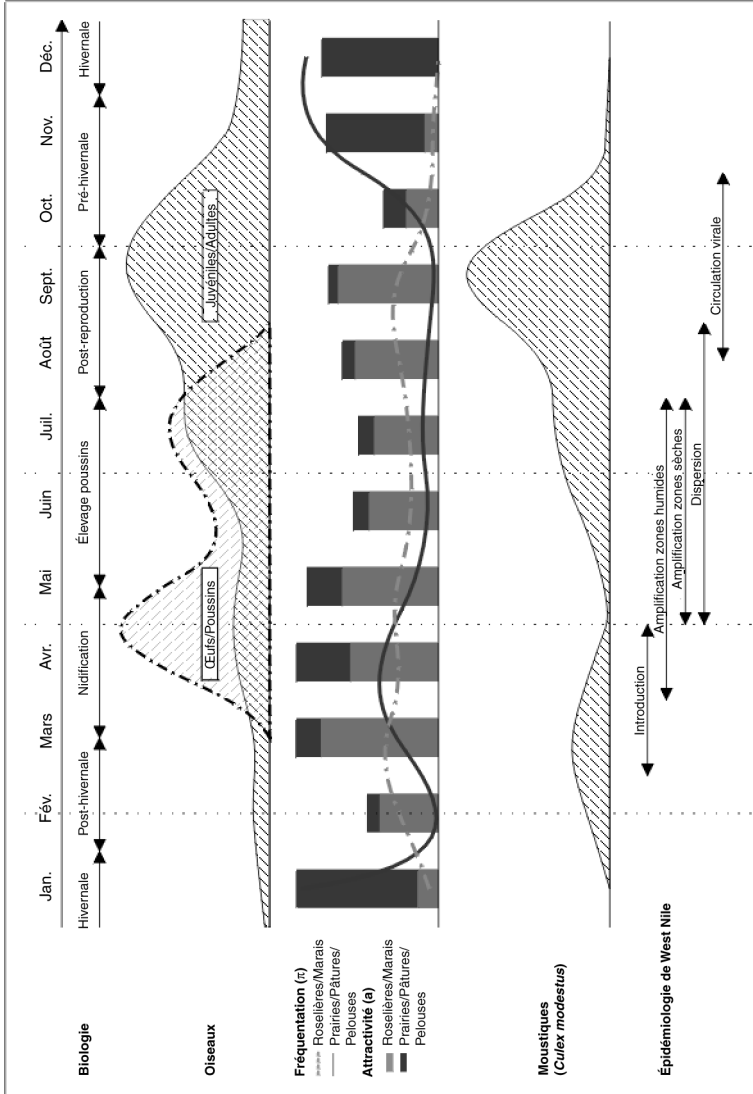 Jan.
Fév.
Mars
Avr.
Mai
Juin
Juil.
Août
Sept.
Oct.
Nov.
Déc.
Biologie
Hivernale
Post-hivernale
Nidification
Élevage poussins
Post-reproduction
Pré-hivernale
Hivernale
Oiseaux
Œufs/Poussins
Juvéniles/Adultes
Fréquentation (π)
Roselières/Marais
Prairies/Pâtures/
Pelouses
Attractivité (a)
Roselières/Marais
Prairies/Pâtures/
Pelouses
Moustiques
(Culex modestus)
Épidémiologie de West Nile
Introduction
Amplification zones humides
Amplification zones sèches
Dispersion
Circulation virale